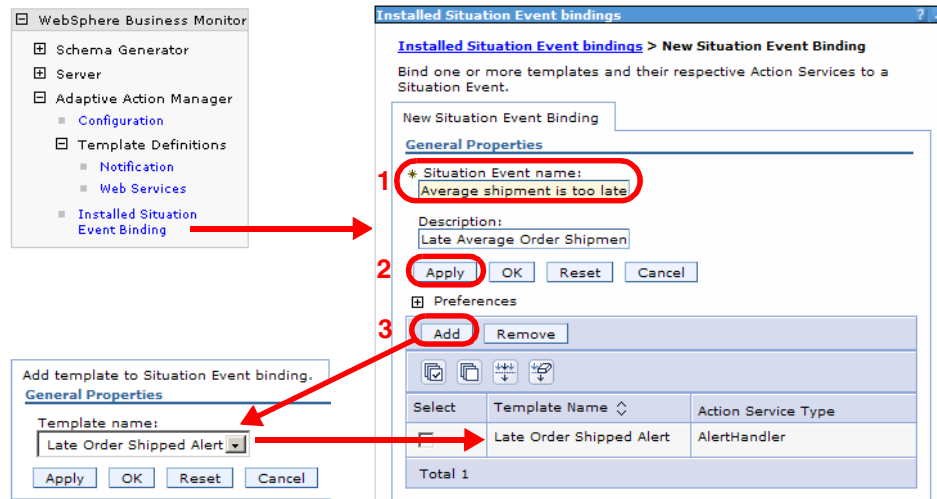 WebSphere Business Monitor
Schema Generator
Server
Adaptive Action Manager
Configuration
Template Definitions
Notification
Web Services
Installed Situation
Event Binding
Installed Situation Event bindings
?
Installed Situation Event bindings > New Situation Event Binding
Bind one or more templates and their respective Action Services to a
Situation Event.
New Situation Event Binding
General Properties
1
* Situation Event name:
Average shipment is too late
Description:
Late Average Order Shipmen
2
Apply OK Reset Cancel
Preferences
3
Add Remove
Select Template Name Action Service Type
Late Order Shipped Alert AlertHandler
Total 1
Add template to Situation Event binding.
General Properties
Template name:
Late Order Shipped Alert
Apply OK Reset Cancel